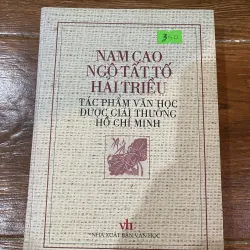 NAM CAO
NGÔ TẤT TỐ
HẢI TRIỀU
TÁC PHẨM VĂN HỌC
ĐƯỢC GIẢI THƯỞNG
HỒ CHÍ MINH
vh
NHÀ XUẤT BẢN VĂN HỌC